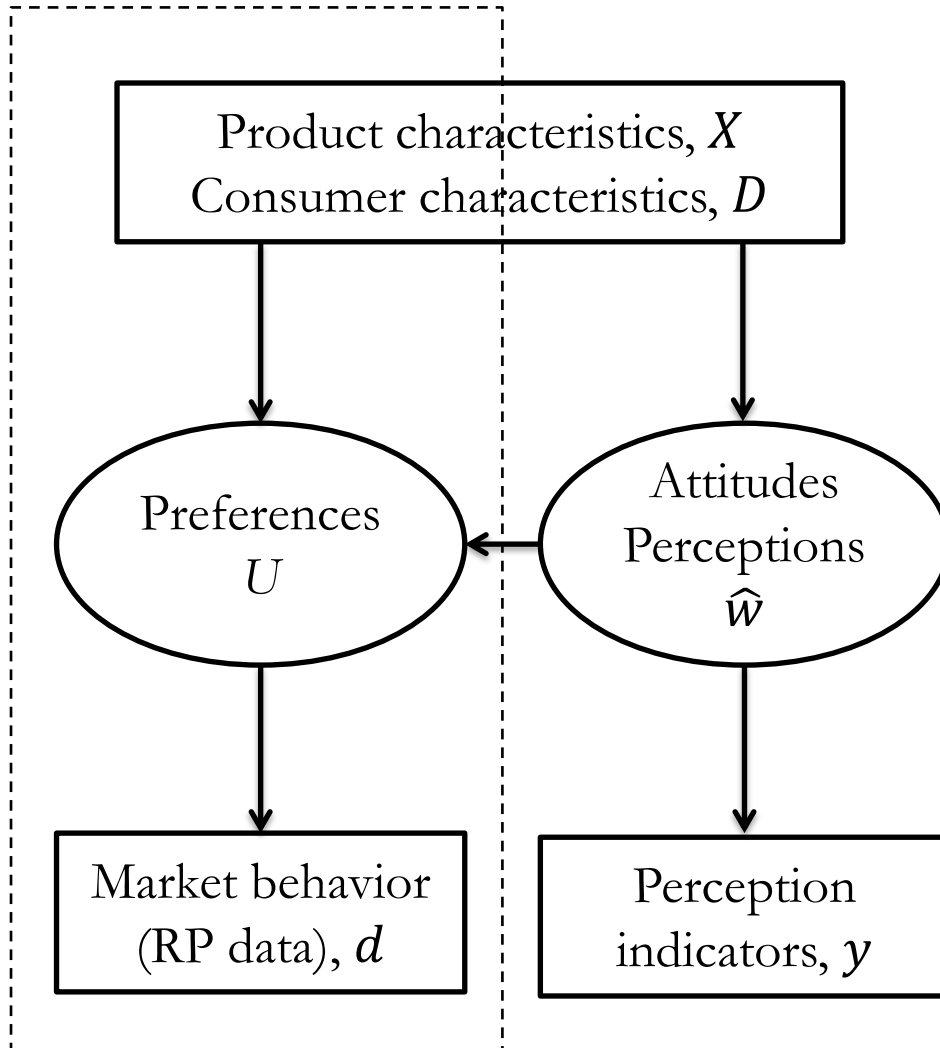 Product characteristics, X
Consumer characteristics, D
Preferences
U
Attitudes
Perceptions
ŵ
Market behavior
(RP data), d
Perception
indicators, y